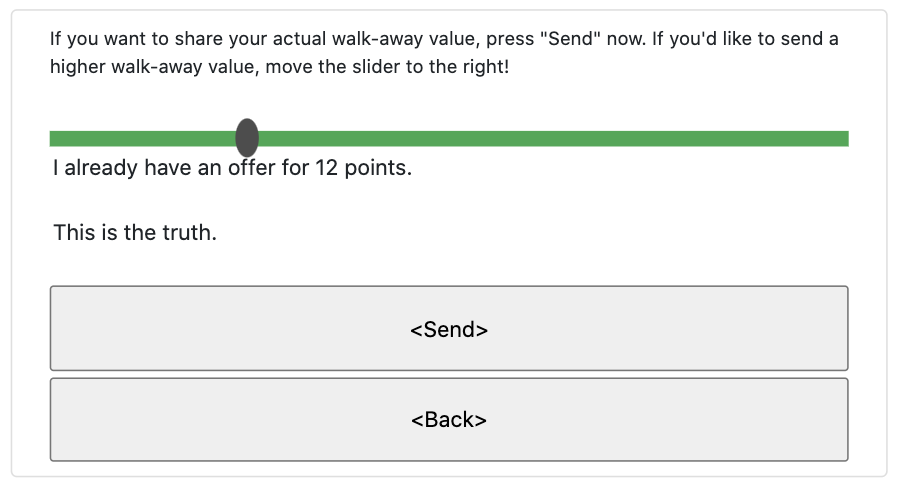 If you want to share your actual walk-away value, press "Send" now. If you'd like to send a
higher walk-away value, move the slider to the right!
I already have an offer for 12 points.
This is the truth.
<Send>
<Back>